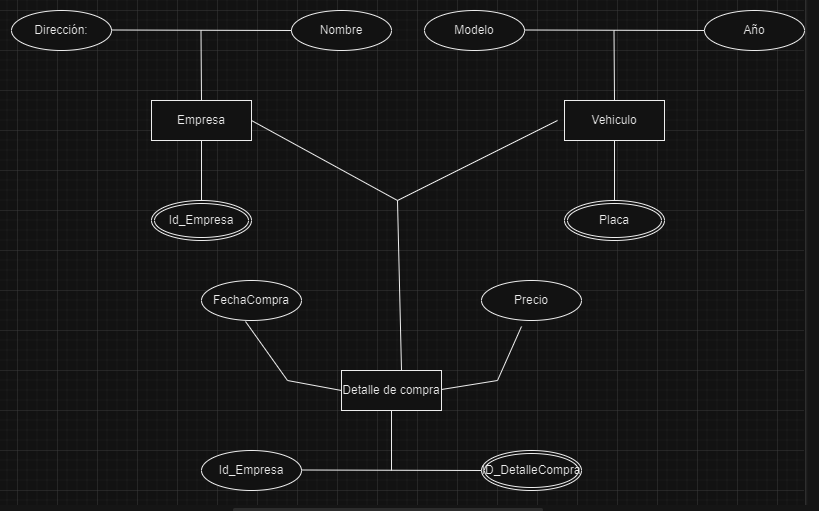 Dirección:
Nombre
Modelo
Año
Empresa
Vehiculo
Id_Empresa
Placa
FechaCompra
Precio
Detalle de compra
Id_Empresa
ID_DetalleCompra